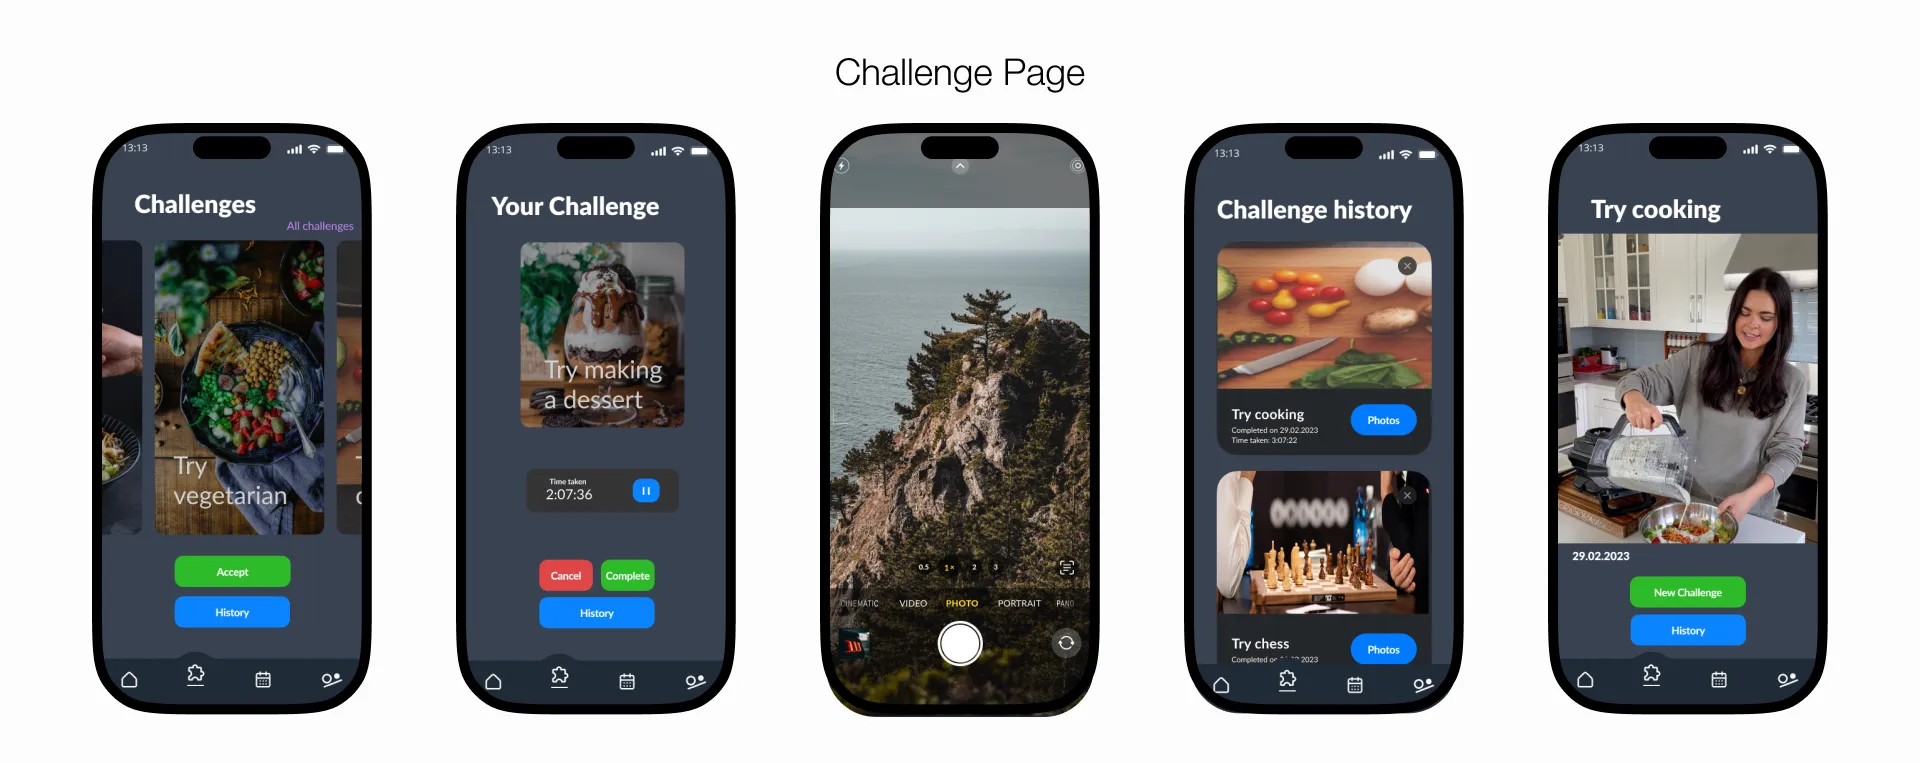 Challenge Page
13:13
Challenges
All challenges
Try
vegetarian
Accept
History
13:13
Your Challenge
Try making
a dessert
Time taken
2:07:36
Cancel
Complete
History
0.5
1×
2
3
CINEMATIC
VIDEO
PHOTO
PORTRAIT
PANO
13:13
Challenge history
Try cooking
Completed on 29.02.2023
Time taken: 3:07:22
Photos
Try chess
Completed on
Photos
13:13
Try cooking
29.02.2023
New Challenge
History